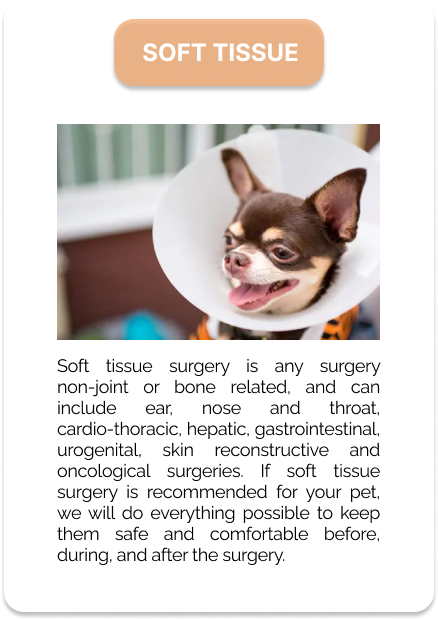 SOFT TISSUE
Soft tissue surgery is any surgery
non-joint or bone related, and can
include ear, nose and throat,
cardio-thoracic, hepatic, gastrointestinal,
urogenital, skin reconstructive and
oncological surgeries. If soft tissue
surgery is recommended for your pet,
we will do everything possible to keep
them safe and comfortable before,
during, and after the surgery.